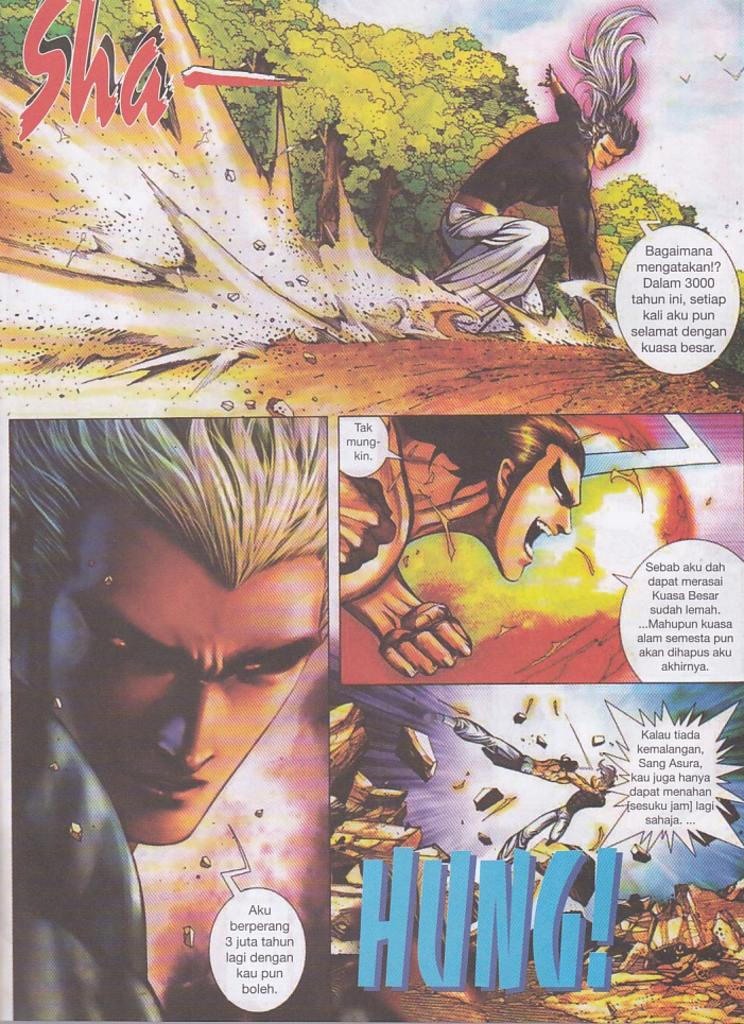 Sha
Bagaimana
mengatakan!?
Dalam 3000
tahun ini, setiap
kali aku pun
selamat dengan
kuasa besar.
Tak
mung-
kin.
Sebab aku dah
dapat merasai
Kuasa Besar
sudah lemah.
...Mahupun kuasa
alam semesta pun
akan dihapus aku
akhirnya.
Aku
berperang
3 juta tahun
lagi dengan
kau pun
boleh.
Kalau tiada
kemalangan,
Sang Asura,
kau juga hanya
dapat menahan
[sesuku jam] lagi
sahaja. ...
HUNG!